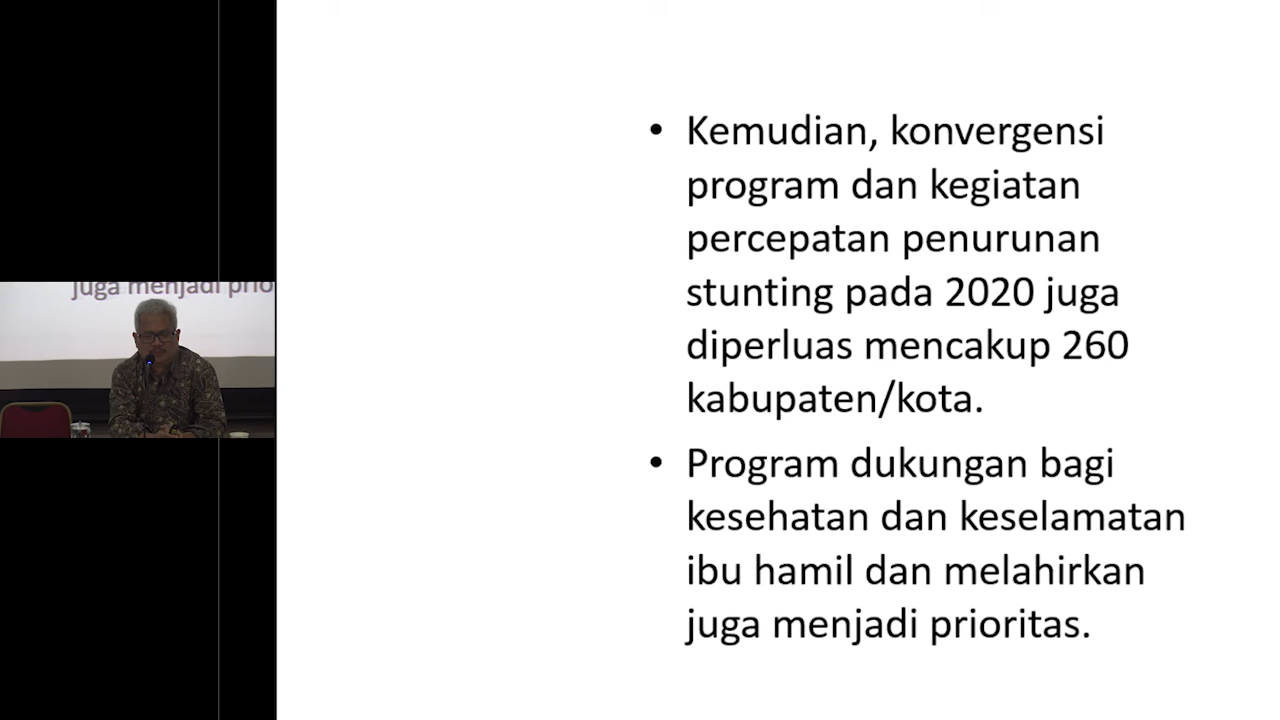 • Kemudian, konvergensi
program dan kegiatan
percepatan penurunan
stunting pada 2020 juga
diperluas mencakup 260
kabupaten/kota.
• Program dukungan bagi
kesehatan dan keselamatan
ibu hamil dan melahirkan
juga menjadi prioritas.
juga menjadi prio